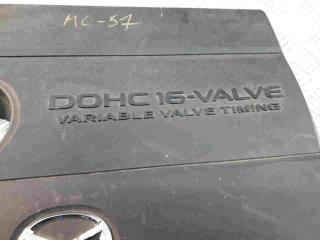 MC-57
DOHC 16-VALVE
VARIABLE VALVE TIMING